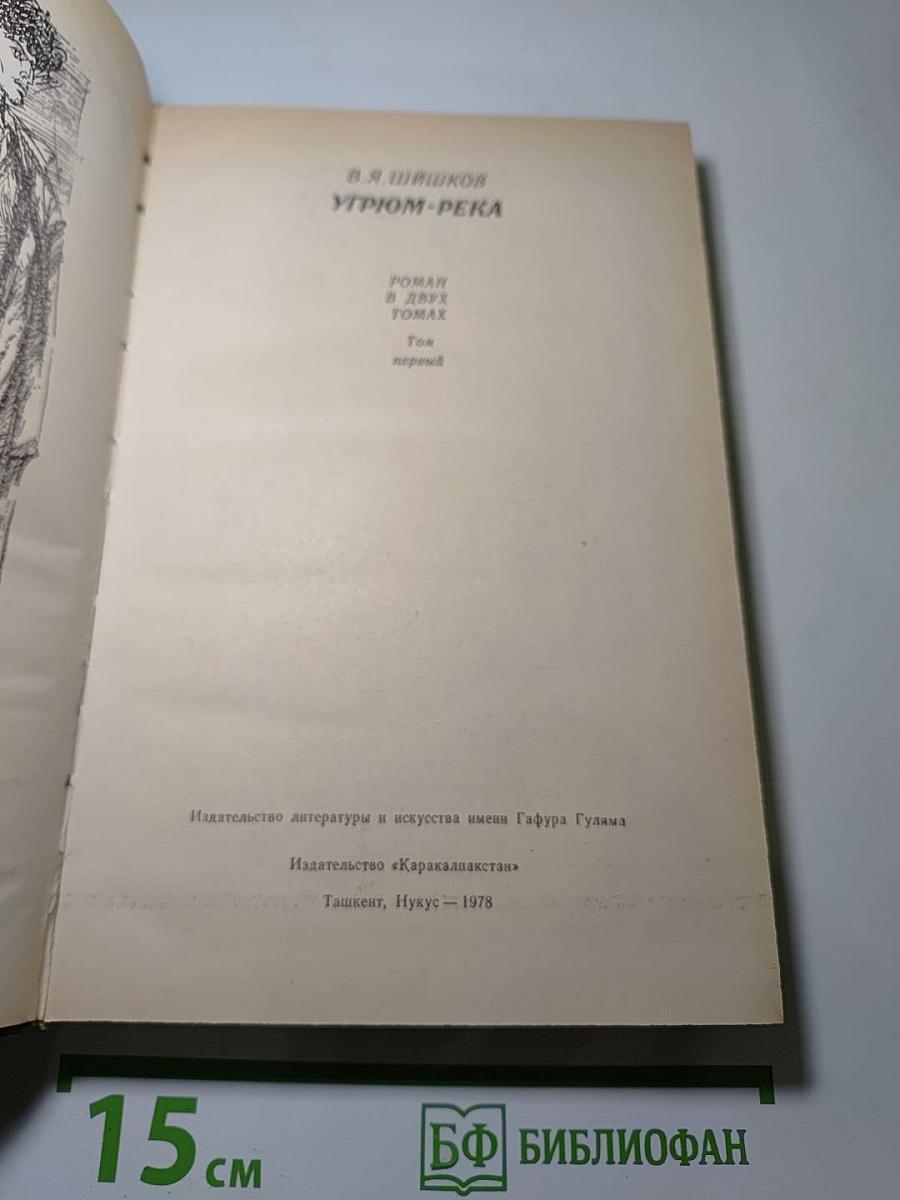 В. Я. ШИШКОВ
УГРЮМ-РЕКА
РОМАН
В ДВУХ
ТОМАХ
Том
первый
Издательство литературы и искусства имени Гафура Гуляма
Издательство «Каракалпакстан»
Ташкент, Нукус — 1978
15 см
БФ БИБЛИОФАН